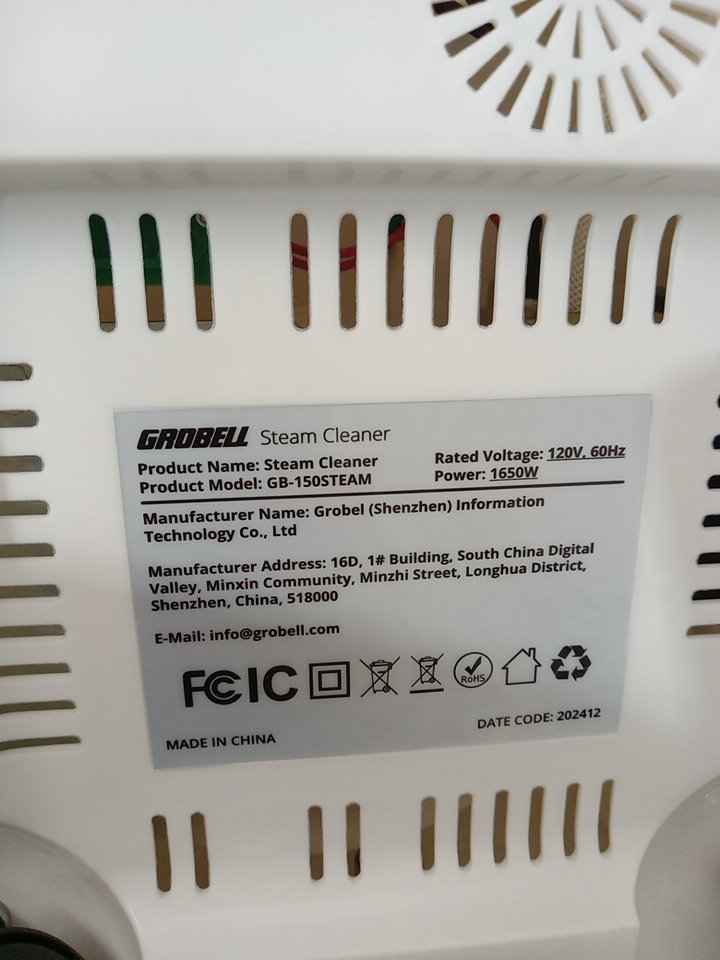 GROBELL Steam Cleaner
Product Name: Steam Cleaner
Product Model: GB-150STEAM
Rated Voltage: 120V, 60Hz
Power: 1650W
Manufacturer Name: Grobel (Shenzhen) Information
Technology Co., Ltd
Manufacturer Address: 16D, 1# Building, South China Digital
Valley, Minxin Community, Minzhi Street, Longhua District,
Shenzhen, China, 518000
E-Mail: info@grobell.com
FC IC
RoHS
MADE IN CHINA
DATE CODE: 202412